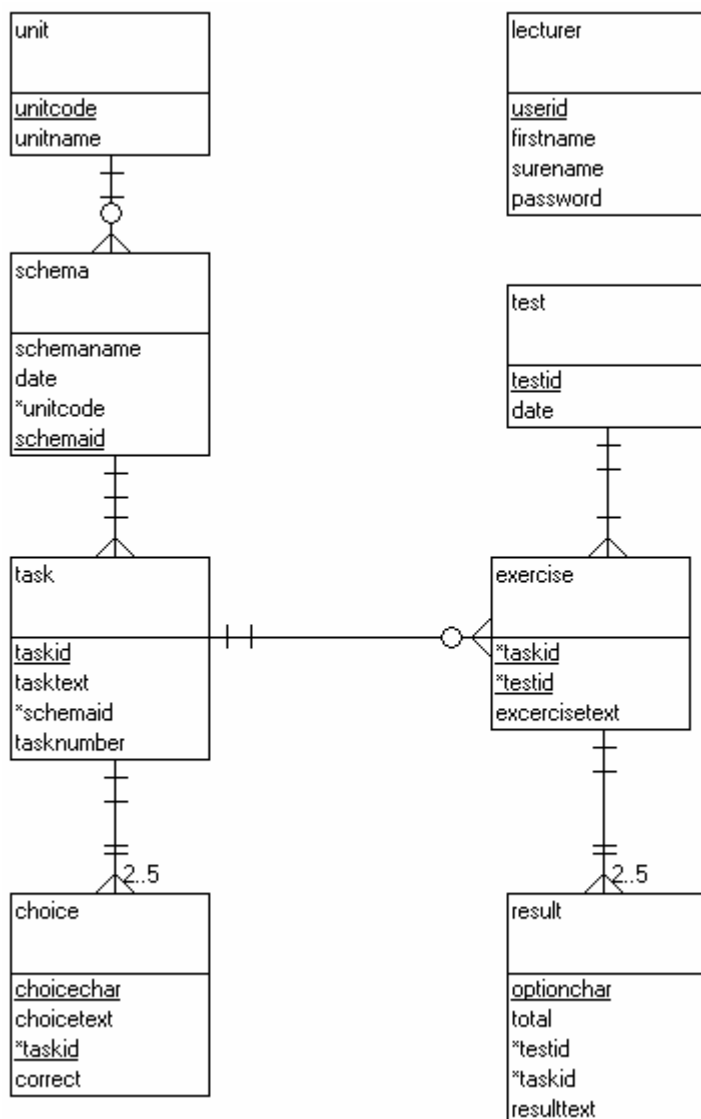 unit
unitcode
unitname
lecturer
userid
firstname
surename
password
schema
schemaname
date
*unitcode
schemaid
test
testid
date
task
taskid
tasktext
*schemaid
tasknumber
exercise
*taskid
*testid
excercisetext
2..5
choice
choicechar
choicetext
*taskid
correct
2..5
result
optionchar
total
*testid
*taskid
resulttext